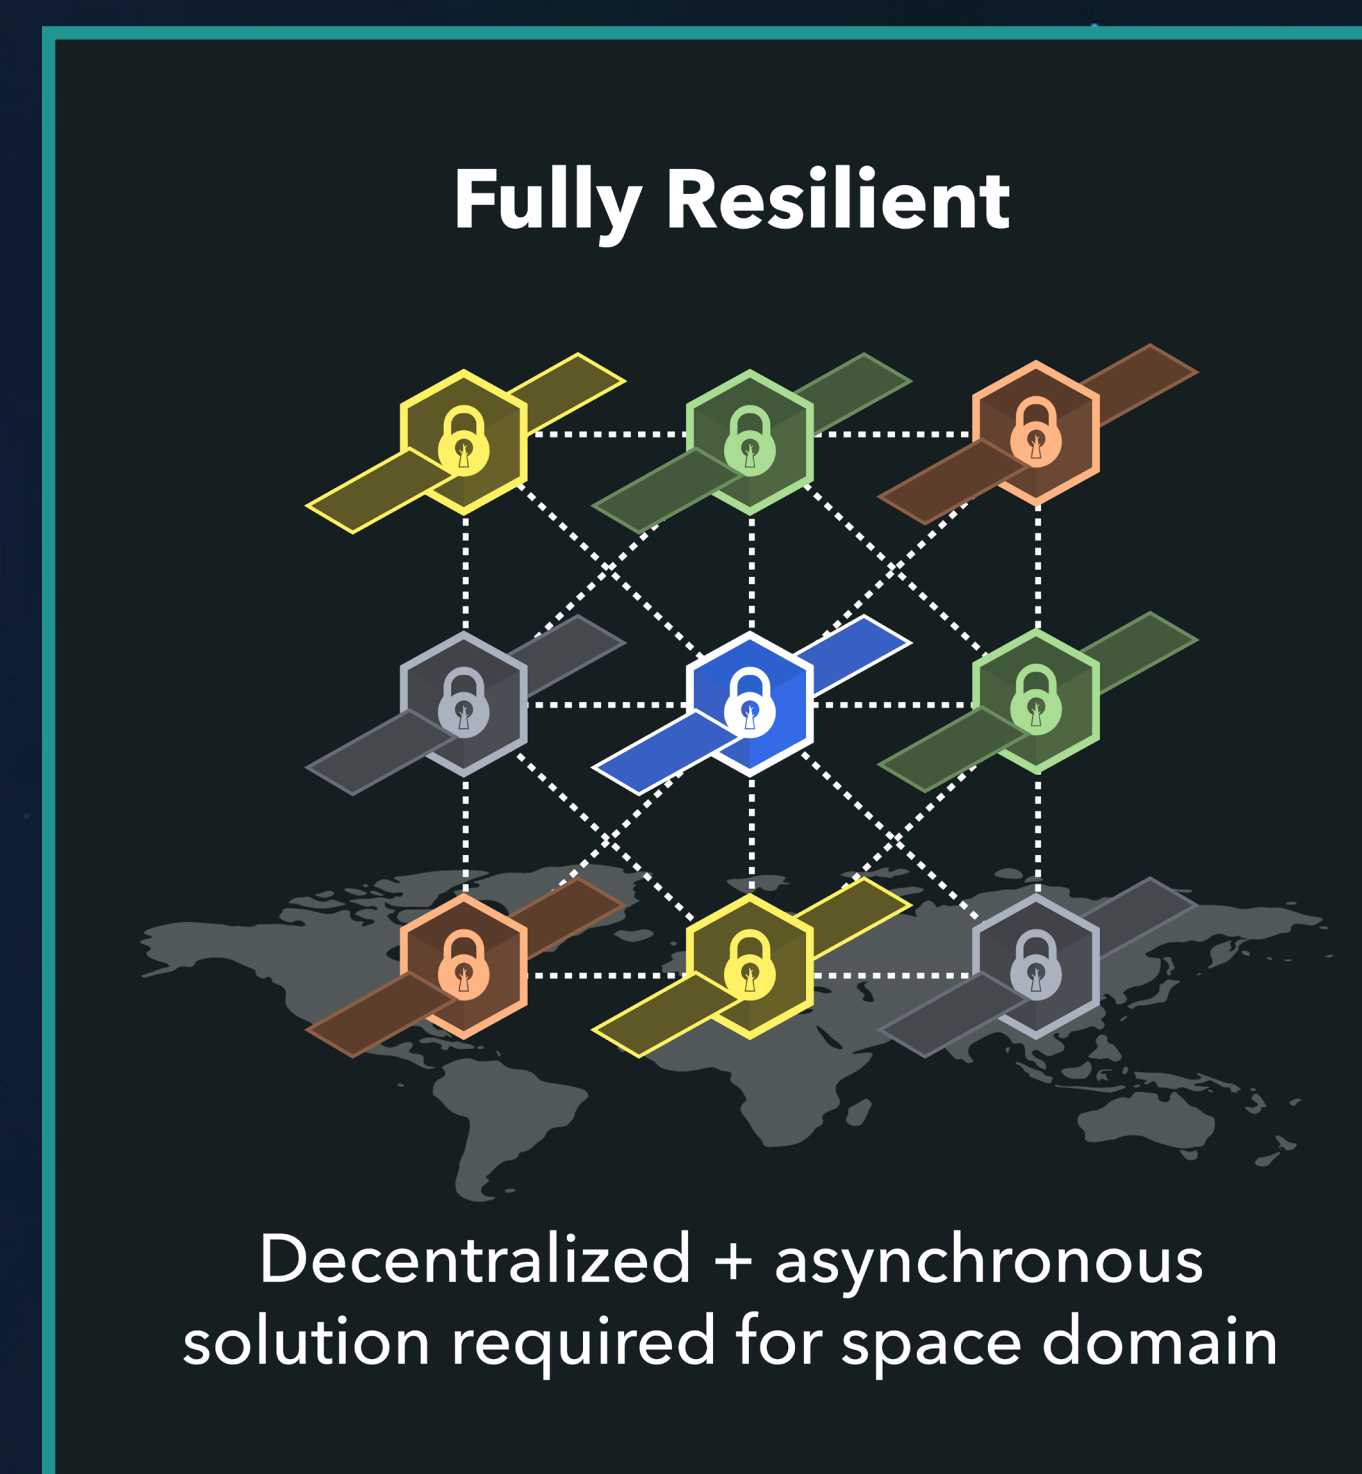 Fully Resilient
Decentralized + asynchronous
solution required for space domain